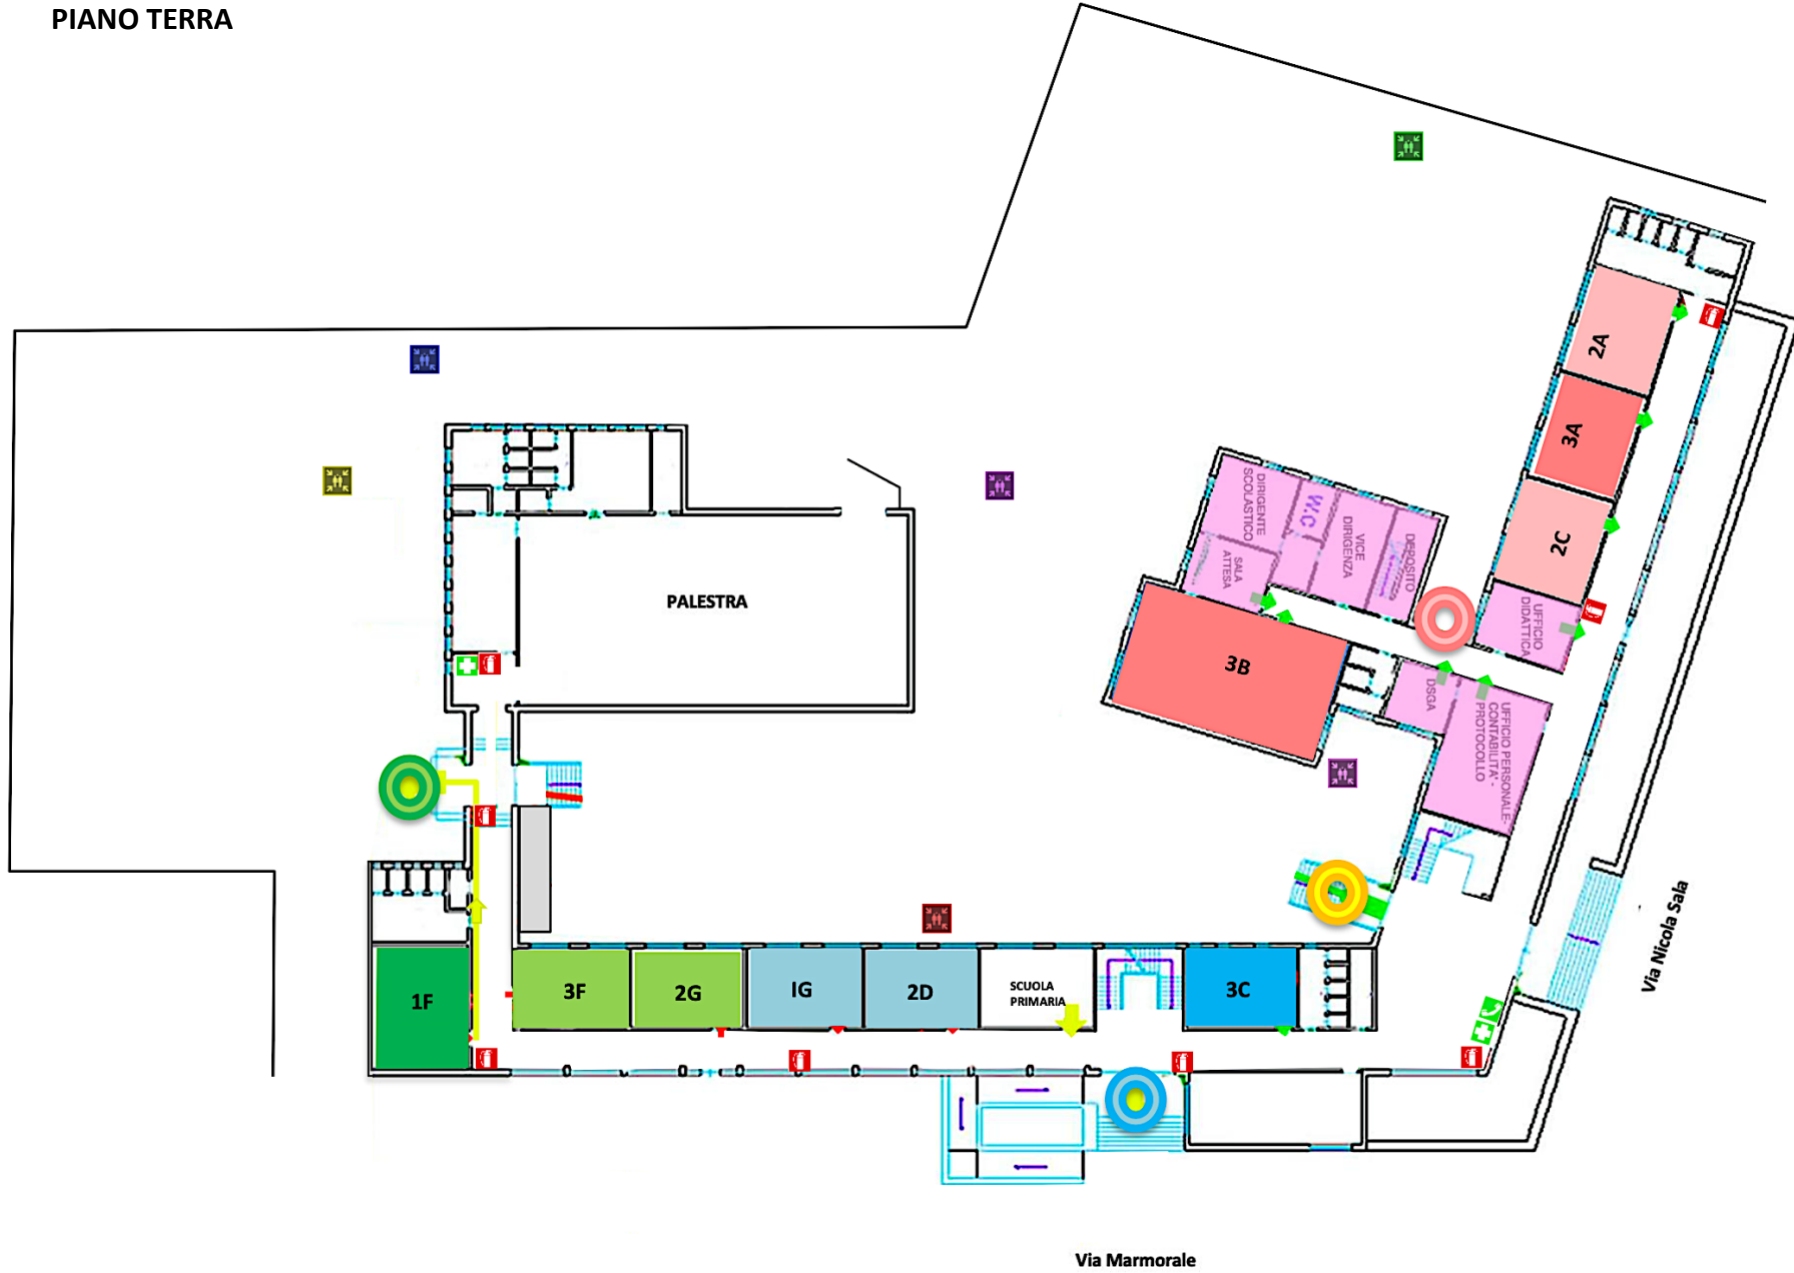 PIANO TERRA
2A
3A
2C
DIRIGENTE
SCOLASTICO
W.C
VICE
DIRIGENZA
DEPOSITO
SALA
ATTESA
UFFICIO
DIDATTICA
PALESTRA
3B
DSGA
UFFICIO PERSONALE-
CONTABILITA' -
PROTOCOLLO
Via Nicola Sala
1F
3F
2G
IG
2D
SCUOLA
PRIMARIA
3C
Via Marmorale